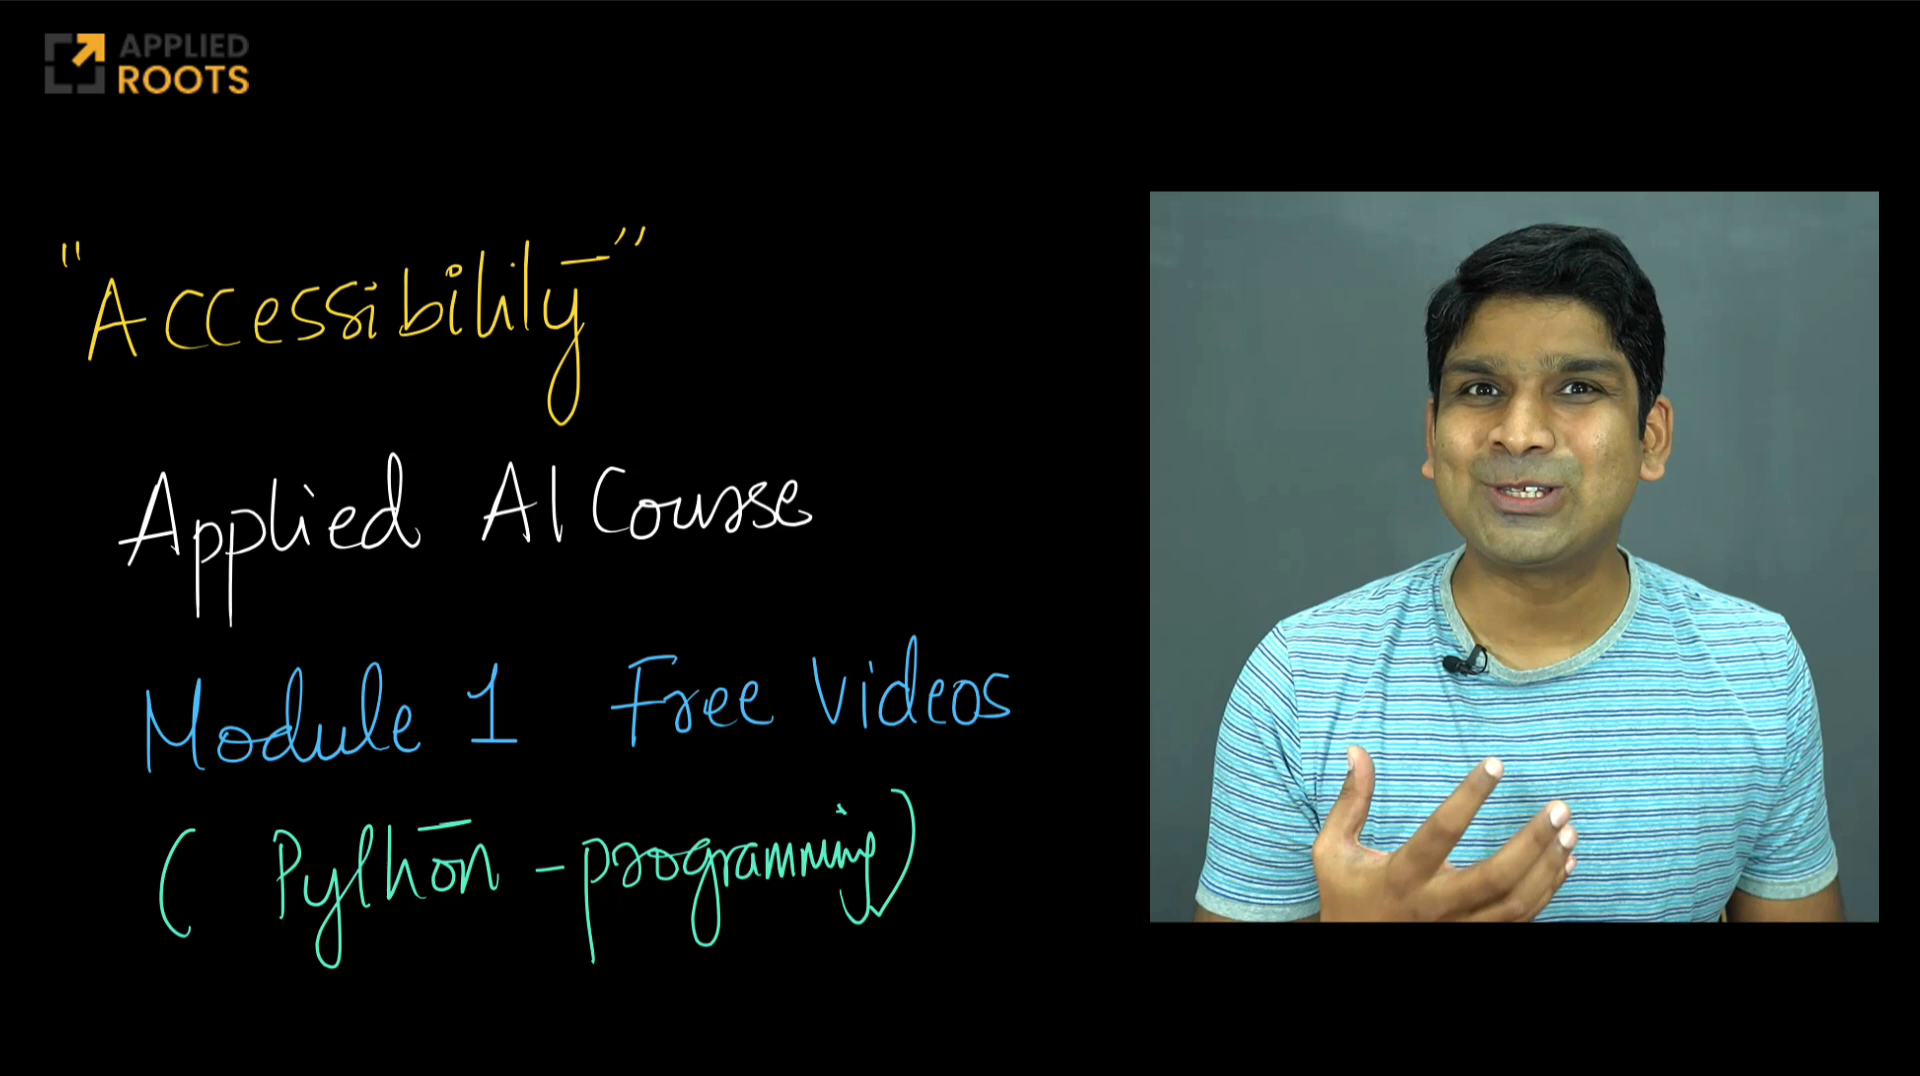 APPLIED
ROOTS
"Accessibility"
Applied AI Course
Module 1 Free Videos
(Python - programming)